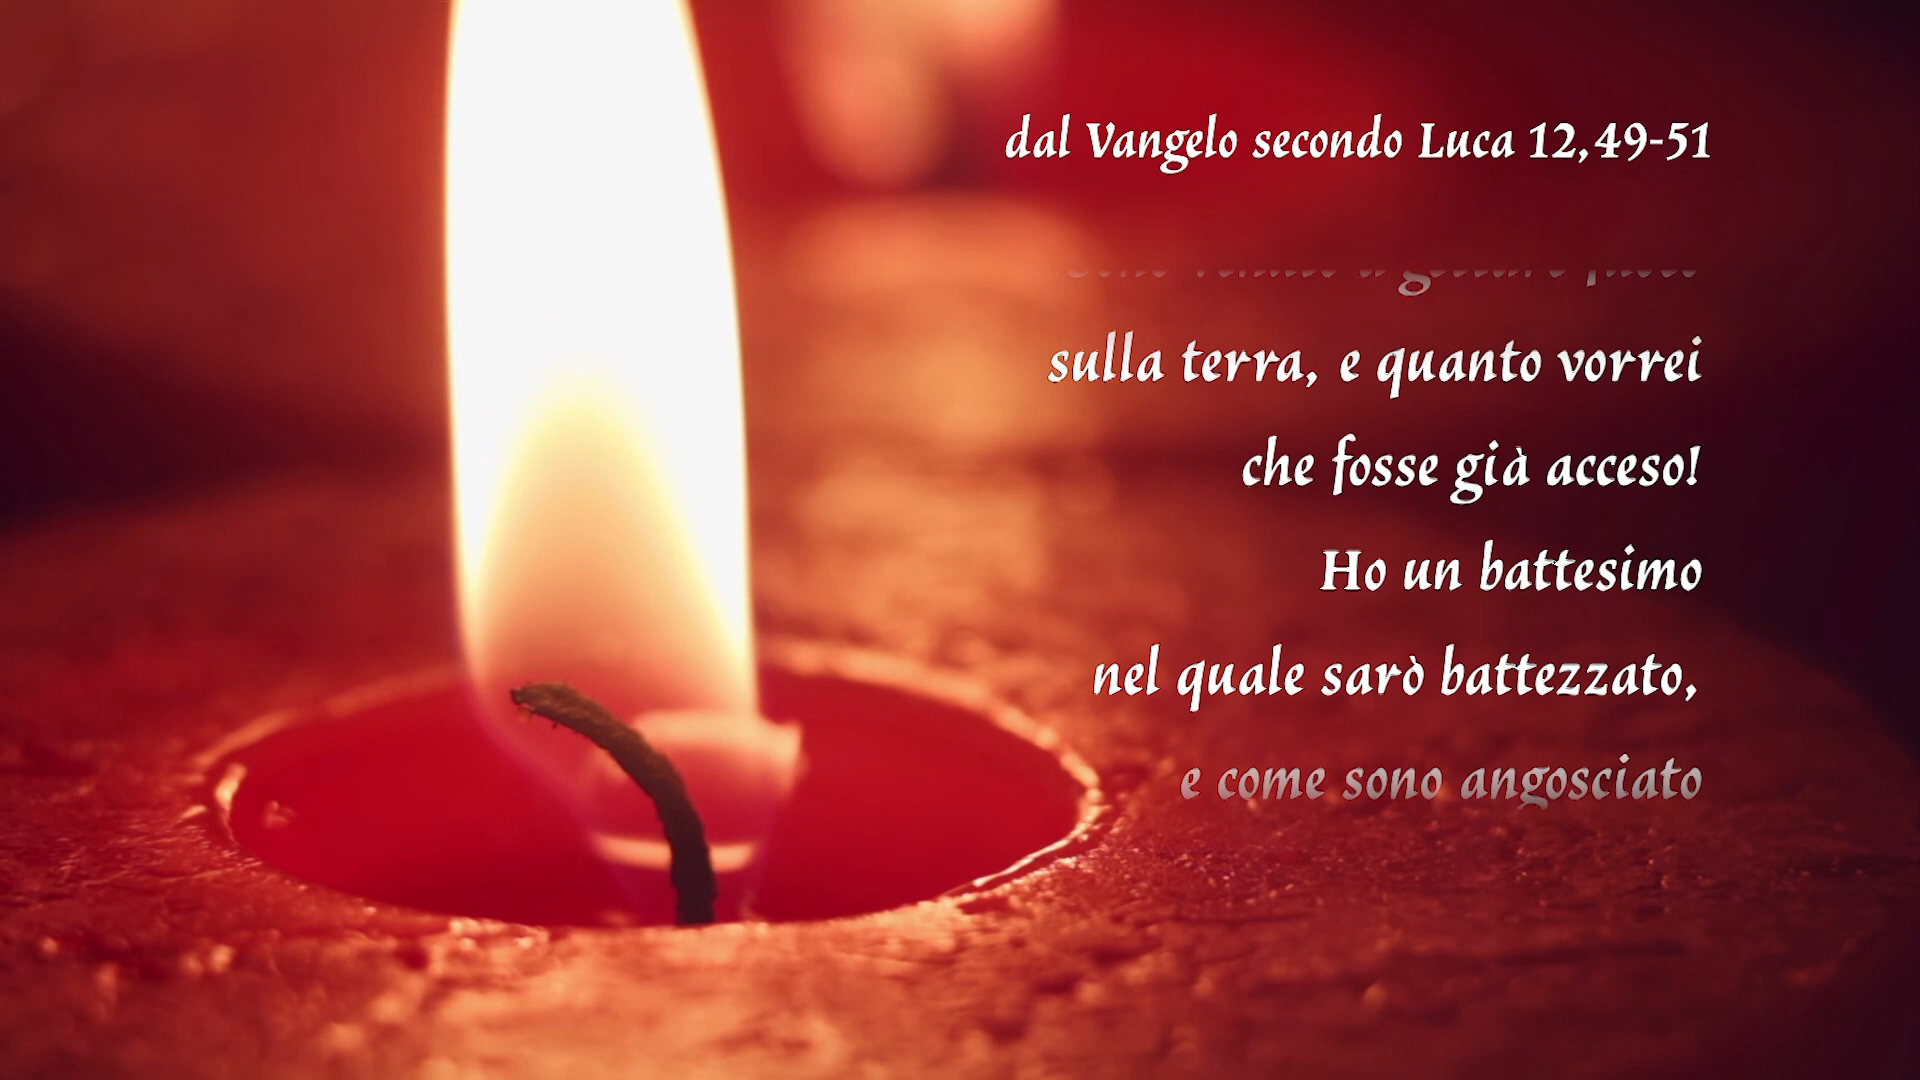 dal Vangelo secondo Luca 12,49-51
sulla terra, e quanto vorrei
che fosse già acceso!
Ho un battesimo
nel quale sarò battezzato,
e come sono angosciato